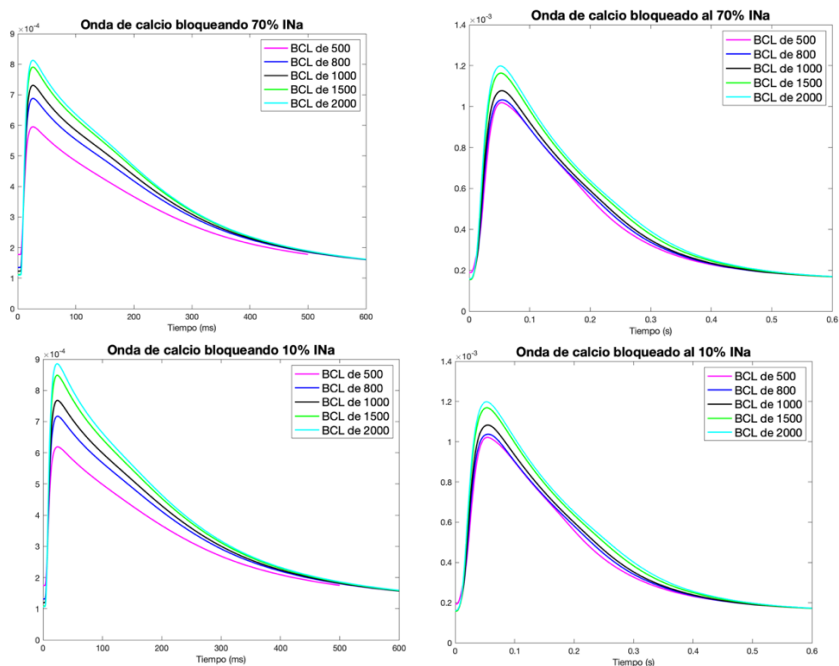 Onda de calcio bloqueando 70% INa
×10⁻⁴
9
8
7
6
5
4
3
2
1
0
0 100 200 300 400 500 600
Tiempo (ms)
BCL de 500
BCL de 800
BCL de 1000
BCL de 1500
BCL de 2000
Onda de calcio bloqueado al 70% INa
×10⁻³
1.4
1.2
1
0.8
0.6
0.4
0.2
0
0 0.1 0.2 0.3 0.4 0.5 0.6
Tiempo (s)
BCL de 500
BCL de 800
BCL de 1000
BCL de 1500
BCL de 2000
Onda de calcio bloqueando 10% INa
×10⁻⁴
9
8
7
6
5
4
3
2
1
0
0 100 200 300 400 500 600
Tiempo (ms)
BCL de 500
BCL de 800
BCL de 1000
BCL de 1500
BCL de 2000
Onda de calcio bloqueado al 10% INa
×10⁻³
1.4
1.2
1
0.8
0.6
0.4
0.2
0
0 0.1 0.2 0.3 0.4 0.5 0.6
Tiempo (s)
BCL de 500
BCL de 800
BCL de 1000
BCL de 1500
BCL de 2000